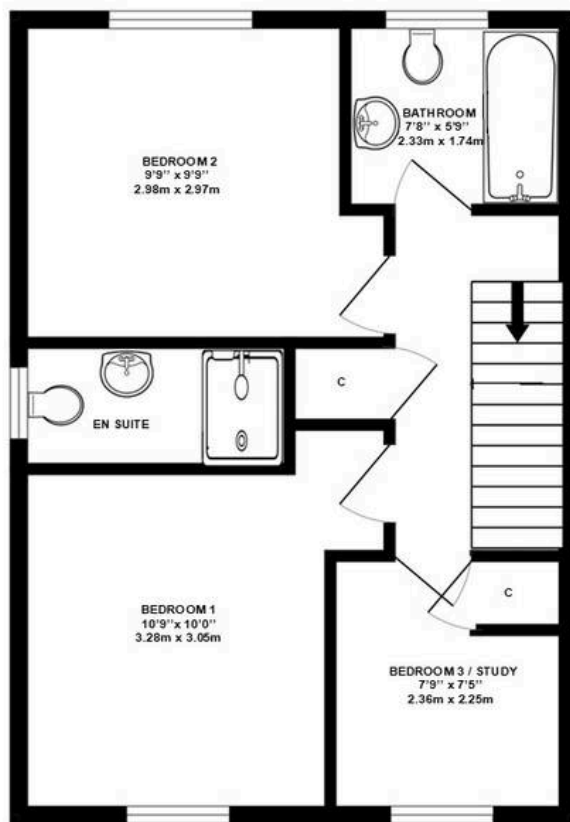 BATHROOM
7'8'' x 5'9''
2.33m x 1.74m
BEDROOM 2
9'9'' x 9'9''
2.98m x 2.97m
C
EN SUITE
C
BEDROOM 1
10'9'' x 10'0''
3.28m x 3.05m
BEDROOM 3 / STUDY
7'9'' x 7'5''
2.36m x 2.25m